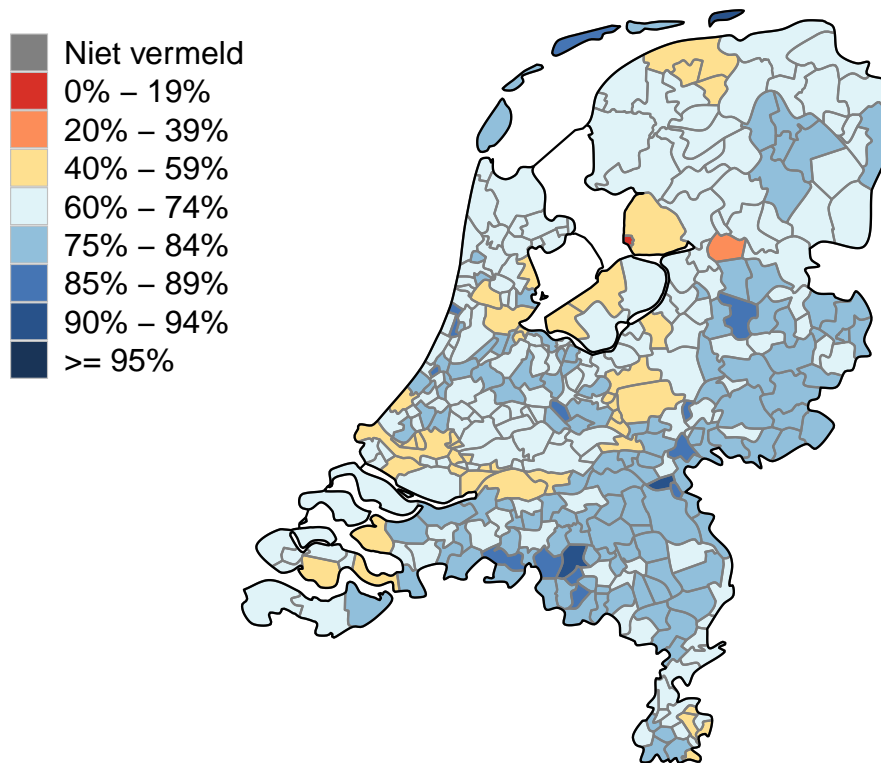 Niet vermeld
0% – 19%
20% – 39%
40% – 59%
60% – 74%
75% – 84%
85% – 89%
90% – 94%
>= 95%